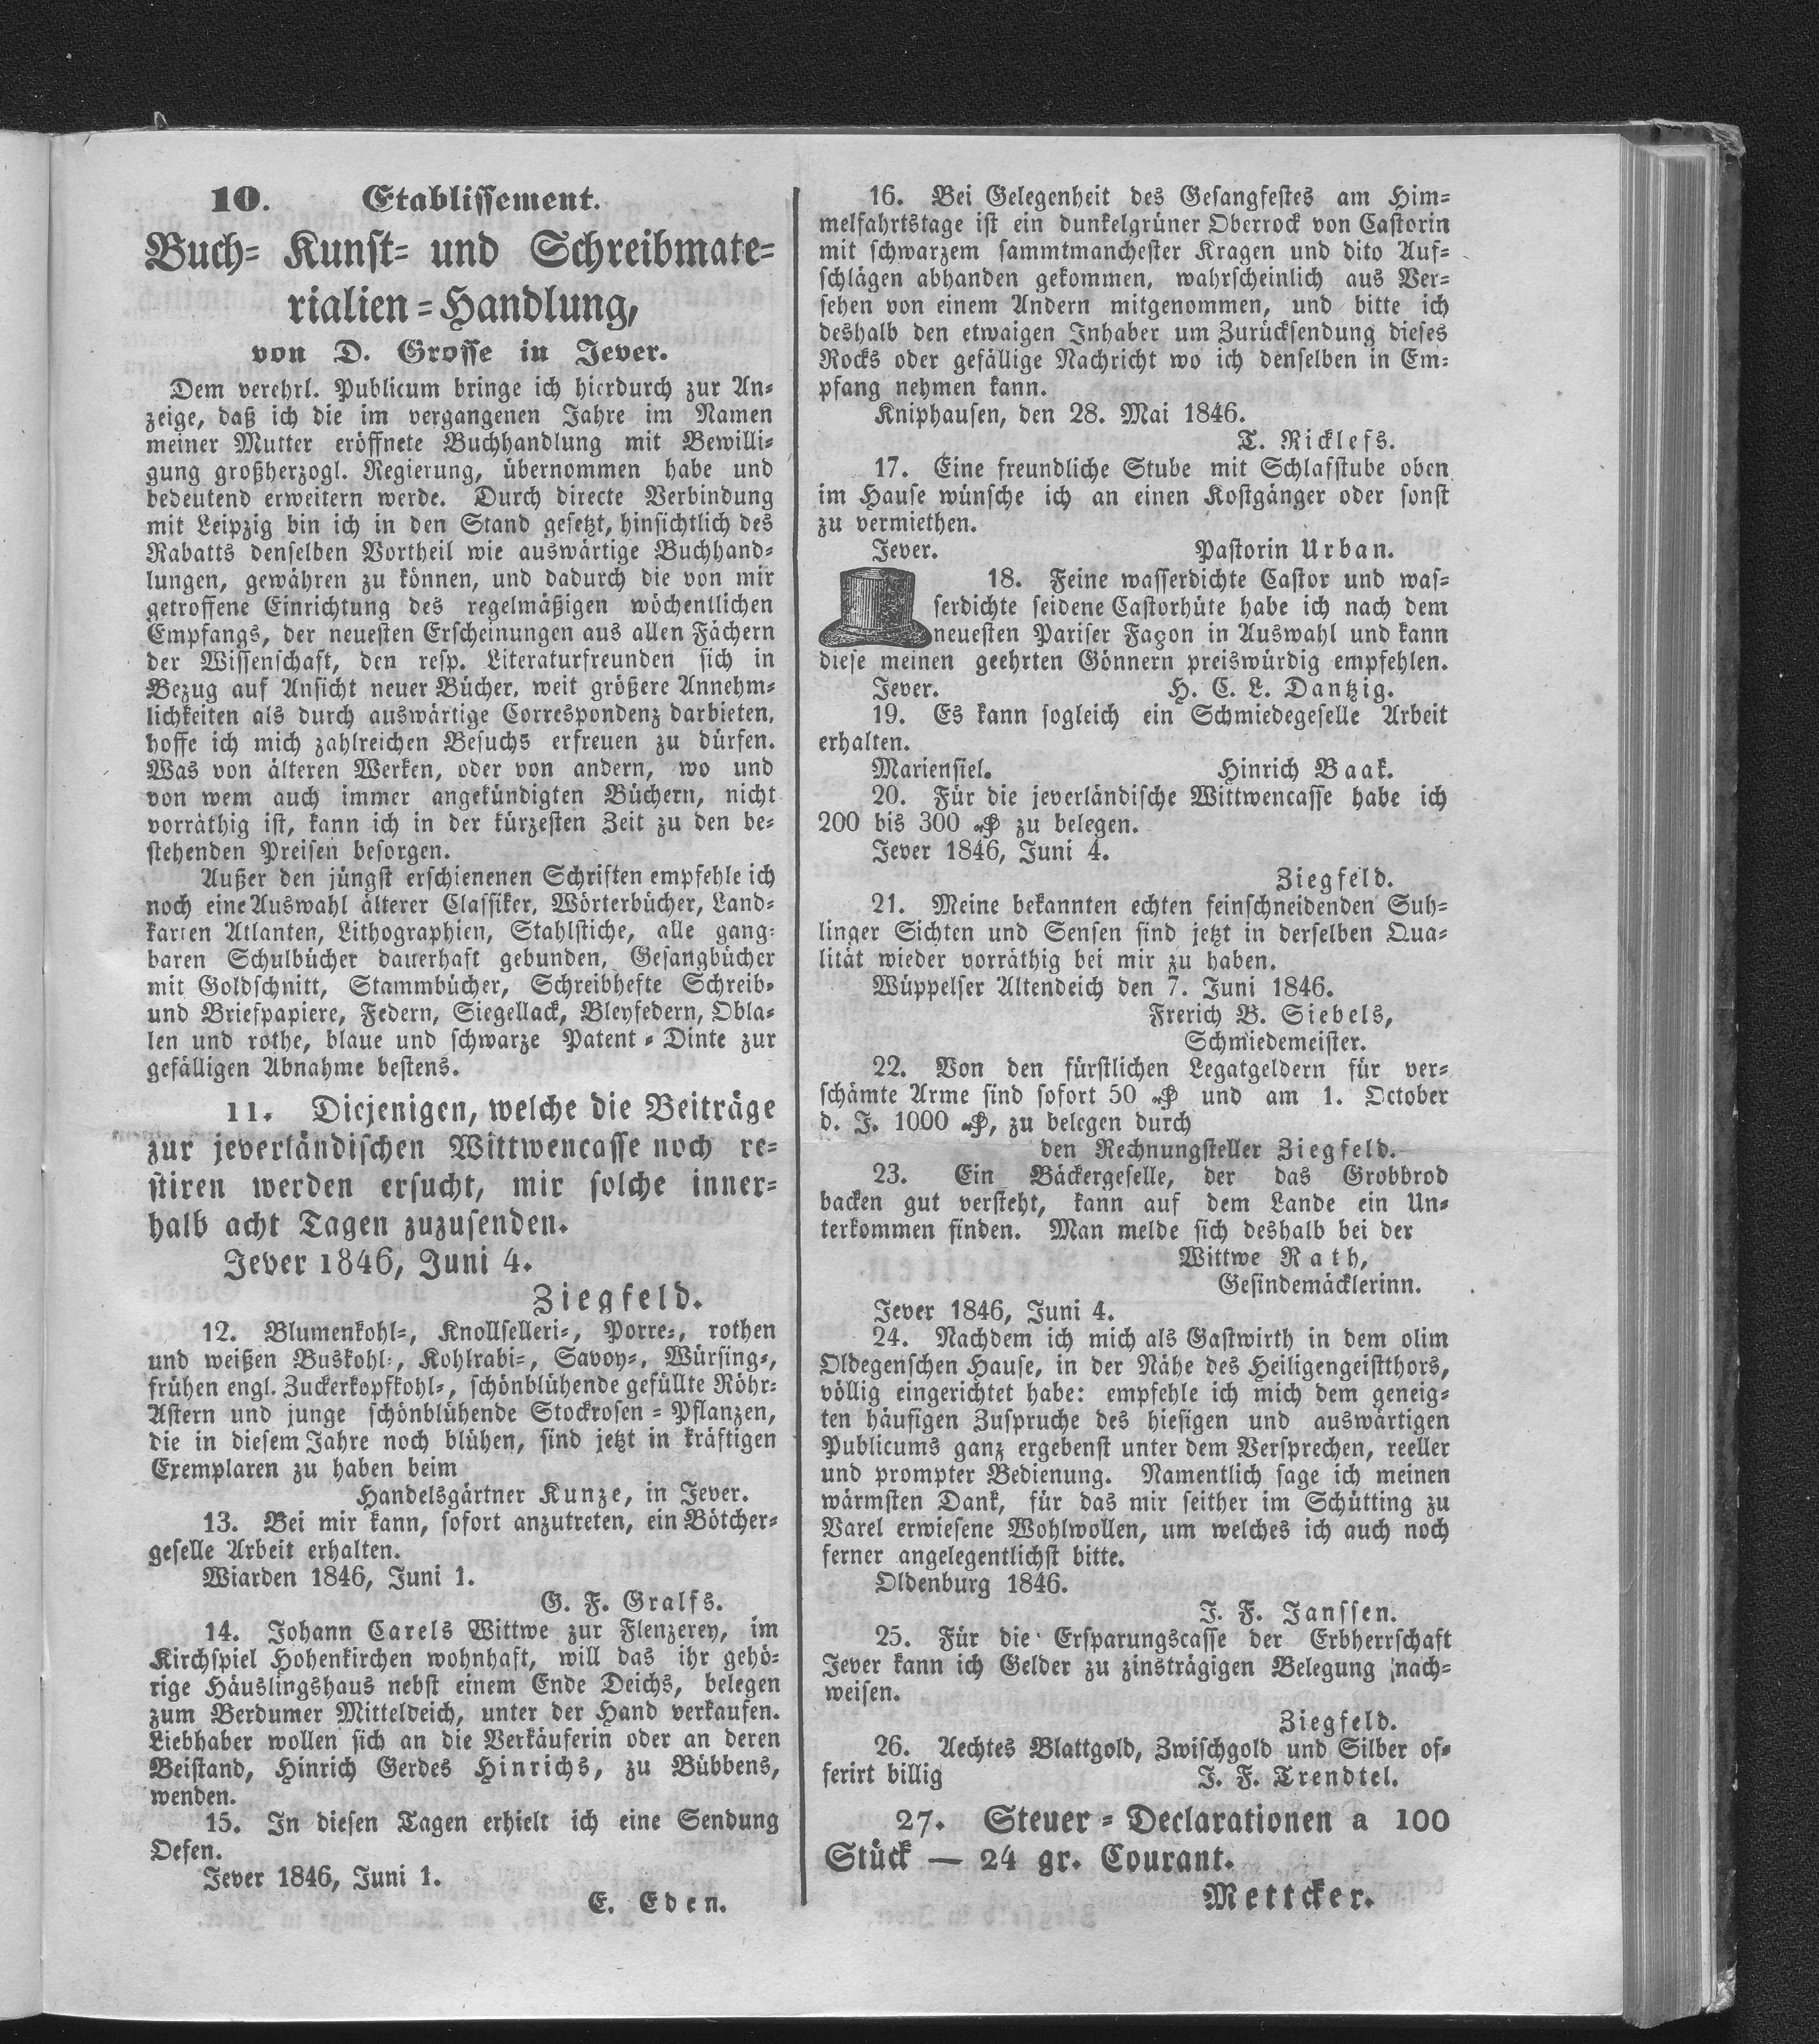 10. Etablissement.
Buch- Kunst- und Schreibmate-
rialien-Handlung,
von D. Grosse in Jever.
Dem verehrl. Publicum bringe ich hierdurch zur An-
zeige, daß ich die im vergangenen Jahre im Namen
meiner Mutter eröffnete Buchhandlung mit Bewilli-
gung großherzogl. Regierung, übernommen habe und
bedeutend erweitern werde. Durch directe Verbindung
mit Leipzig bin ich in den Stand gesetzt, hinsichtlich des
Rabatts denselben Vortheil wie auswärtige Buchhand-
lungen, gewähren zu können, und dadurch die von mir
getroffene Einrichtung des regelmäßigen wöchentlichen
Empfangs, der neuesten Erscheinungen aus allen Fächern
der Wissenschaft, den resp. Literaturfreunden sich in
Bezug auf Ansicht neuer Bücher, weit größere Annehm-
lichkeiten als durch auswärtige Correspondenz darbieten,
hoffe ich mich zahlreichen Besuchs erfreuen zu dürfen.
Was von älteren Werken, oder von andern, wo und
von wem auch immer angekündigten Büchern, nicht
vorräthig ist, kann ich in der kürzesten Zeit zu den be-
stehenden Preisen besorgen.
Außer den jüngst erschienenen Schriften empfehle ich
noch eine Auswahl älterer Classiker, Wörterbücher, Land-
karten Atlanten, Lithographien, Stahlstiche, alle gang-
baren Schulbücher dauerhaft gebunden, Gesangbücher
mit Goldschnitt, Stammbücher, Schreibhefte Schreib-
und Briefpapiere, Federn, Siegellack, Bleyfedern, Obla-
len und rothe, blaue und schwarze Patent-Dinte zur
gefälligen Abnahme bestens.
11. Diejenigen, welche die Beiträge
zur jeverländischen Wittwencasse noch re-
stiren werden ersucht, mir solche inner-
halb acht Tagen zuzusenden.
Jever 1846, Juni 4.
Ziegfeld.
12. Blumenkohl-, Knollselleri-, Porre-, rothen
und weißen Buskohl-, Kohlrabi-, Savoy-, Würsing-,
frühen engl. Zuckerkopfkohl-, schönblühende gefüllte Röhr-
Astern und junge schönblühende Stockrosen-Pflanzen,
die in diesem Jahre noch blühen, sind jetzt in kräftigen
Exemplaren zu haben beim
Handelsgärtner Kunze, in Jever.
13. Bei mir kann, sofort anzutreten, ein Bötcher-
geselle Arbeit erhalten.
Wiarden 1846, Juni 1.
G. F. Gralfs.
14. Johann Carels Wittwe zur Flenzerey, im
Kirchspiel Hohenkirchen wohnhaft, will das ihr gehö-
rige Häuslingshaus nebst einem Ende Deichs, belegen
zum Berdumer Mitteldeich, unter der Hand verkaufen.
Liebhaber wollen sich an die Verkäuferin oder an deren
Beistand, Hinrich Gerdes Hinrichs, zu Bübbens,
wenden.
15. In diesen Tagen erhielt ich eine Sendung
Oefen.
Jever 1846, Juni 1.
E. Eden.
16. Bei Gelegenheit des Gesangfestes am Him-
melfahrtstage ist ein dunkelgrüner Oberrock von Castorin
mit schwarzem sammtmanchester Kragen und dito Auf-
schlägen abhanden gekommen, wahrscheinlich aus Ver-
sehen von einem Andern mitgenommen, und bitte ich
deshalb den etwaigen Inhaber um Zurücksendung dieses
Rocks oder gefällige Nachricht wo ich denselben in Em-
pfang nehmen kann.
Kniphausen, den 28. Mai 1846.
T. Ricklefs.
17. Eine freundliche Stube mit Schlafstube oben
im Hause wünsche ich an einen Kostgänger oder sonst
zu vermiethen.
Jever. Pastorin Urban.
18. Feine wasserdichte Castor und was-
serdichte seidene Castorhüte habe ich nach dem
neuesten Pariser Façon in Auswahl und kann
diese meinen geehrten Gönnern preiswürdig empfehlen.
Jever. H. C. L. Dantzig.
19. Es kann sogleich ein Schmiedegeselle Arbeit
erhalten.
Mariensiel. Hinrich Baak.
20. Für die jeverländische Wittwencasse habe ich
200 bis 300 ₰ zu belegen.
Jever 1846, Juni 4.
Ziegfeld.
21. Meine bekannten echten feinschneidenden Suh-
linger Sichten und Sensen sind jetzt in derselben Qua-
lität wieder vorräthig bei mir zu haben.
Wüppelser Altendeich den 7. Juni 1846.
Frerich B. Siebels,
Schmiedemeister.
22. Von den fürstlichen Legatgeldern für ver-
schämte Arme sind sofort 50 ₰ und am 1. October
d. J. 1000 ₰, zu belegen durch
den Rechnungsteller Ziegfeld.
23. Ein Bäckergeselle, der das Grobbrod
backen gut versteht, kann auf dem Lande ein Un-
terkommen finden. Man melde sich deshalb bei der
Wittwe Rath,
Gesindemäcklerinn.
Jever 1846, Juni 4.
24. Nachdem ich mich als Gastwirth in dem olim
Oldegenschen Hause, in der Nähe des Heiligengeistthors,
völlig eingerichtet habe: empfehle ich mich dem geneig-
ten häufigen Zuspruche des hiesigen und auswärtigen
Publicums ganz ergebenst unter dem Versprechen, reeller
und prompter Bedienung. Namentlich sage ich meinen
wärmsten Dank, für das mir seither im Schütting zu
Varel erwiesene Wohlwollen, um welches ich auch noch
ferner angelegentlichst bitte.
Oldenburg 1846.
J. F. Janssen.
25. Für die Ersparungscasse der Erbherrschaft
Jever kann ich Gelder zu zinsträgigen Belegung nach-
weisen.
Ziegfeld.
26. Aechtes Blattgold, Zwischgold und Silber of-
ferirt billig J. F. Trendtel.
27. Steuer-Declarationen a 100
Stück — 24 gr. Courant.
Mettcker.